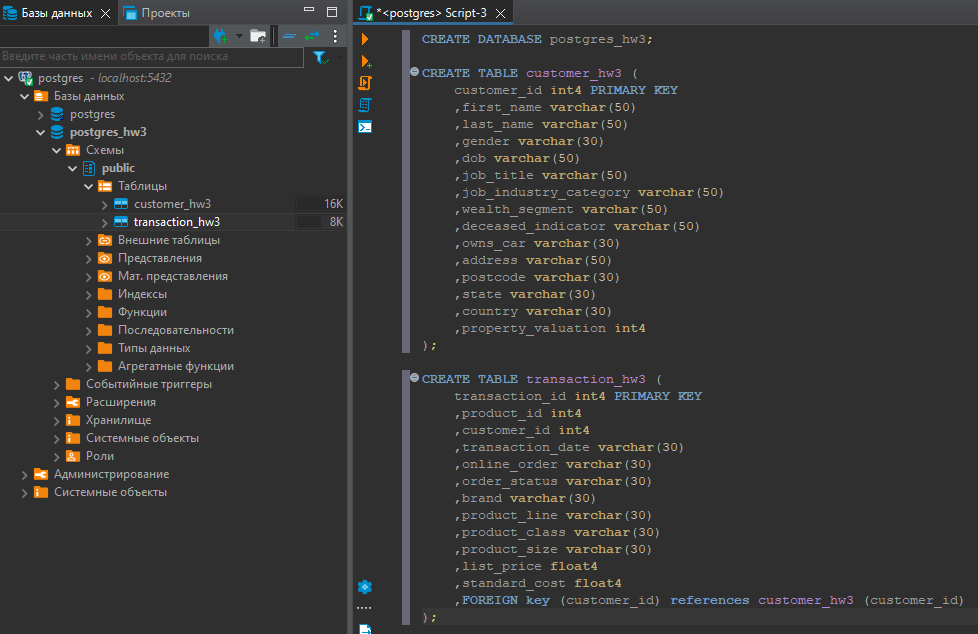 Базы данных
Проекты
Введите часть имени объекта для поиска
postgres - localhost:5432
Базы данных
postgres
postgres_hw3
Схемы
public
Таблицы
customer_hw3 16K
transaction_hw3 8K
Внешние таблицы
Представления
Мат. представления
Индексы
Функции
Последовательности
Типы данных
Агрегатные функции
Событийные триггеры
Расширения
Хранилище
Системные объекты
Роли
Администрирование
Системные объекты
*<postgres> Script-3
CREATE DATABASE postgres_hw3;
CREATE TABLE customer_hw3 (
customer_id int4 PRIMARY KEY
,first_name varchar(50)
,last_name varchar(50)
,gender varchar(30)
,dob varchar(50)
,job_title varchar(50)
,job_industry_category varchar(50)
,wealth_segment varchar(50)
,deceased_indicator varchar(50)
,owns_car varchar(30)
,address varchar(50)
,postcode varchar(30)
,state varchar(30)
,country varchar(30)
,property_valuation int4
);
CREATE TABLE transaction_hw3 (
transaction_id int4 PRIMARY KEY
,product_id int4
,customer_id int4
,transaction_date varchar(30)
,online_order varchar(30)
,order_status varchar(30)
,brand varchar(30)
,product_line varchar(30)
,product_class varchar(30)
,product_size varchar(30)
,list_price float4
,standard_cost float4
,FOREIGN key (customer_id) references customer_hw3 (customer_id)
);